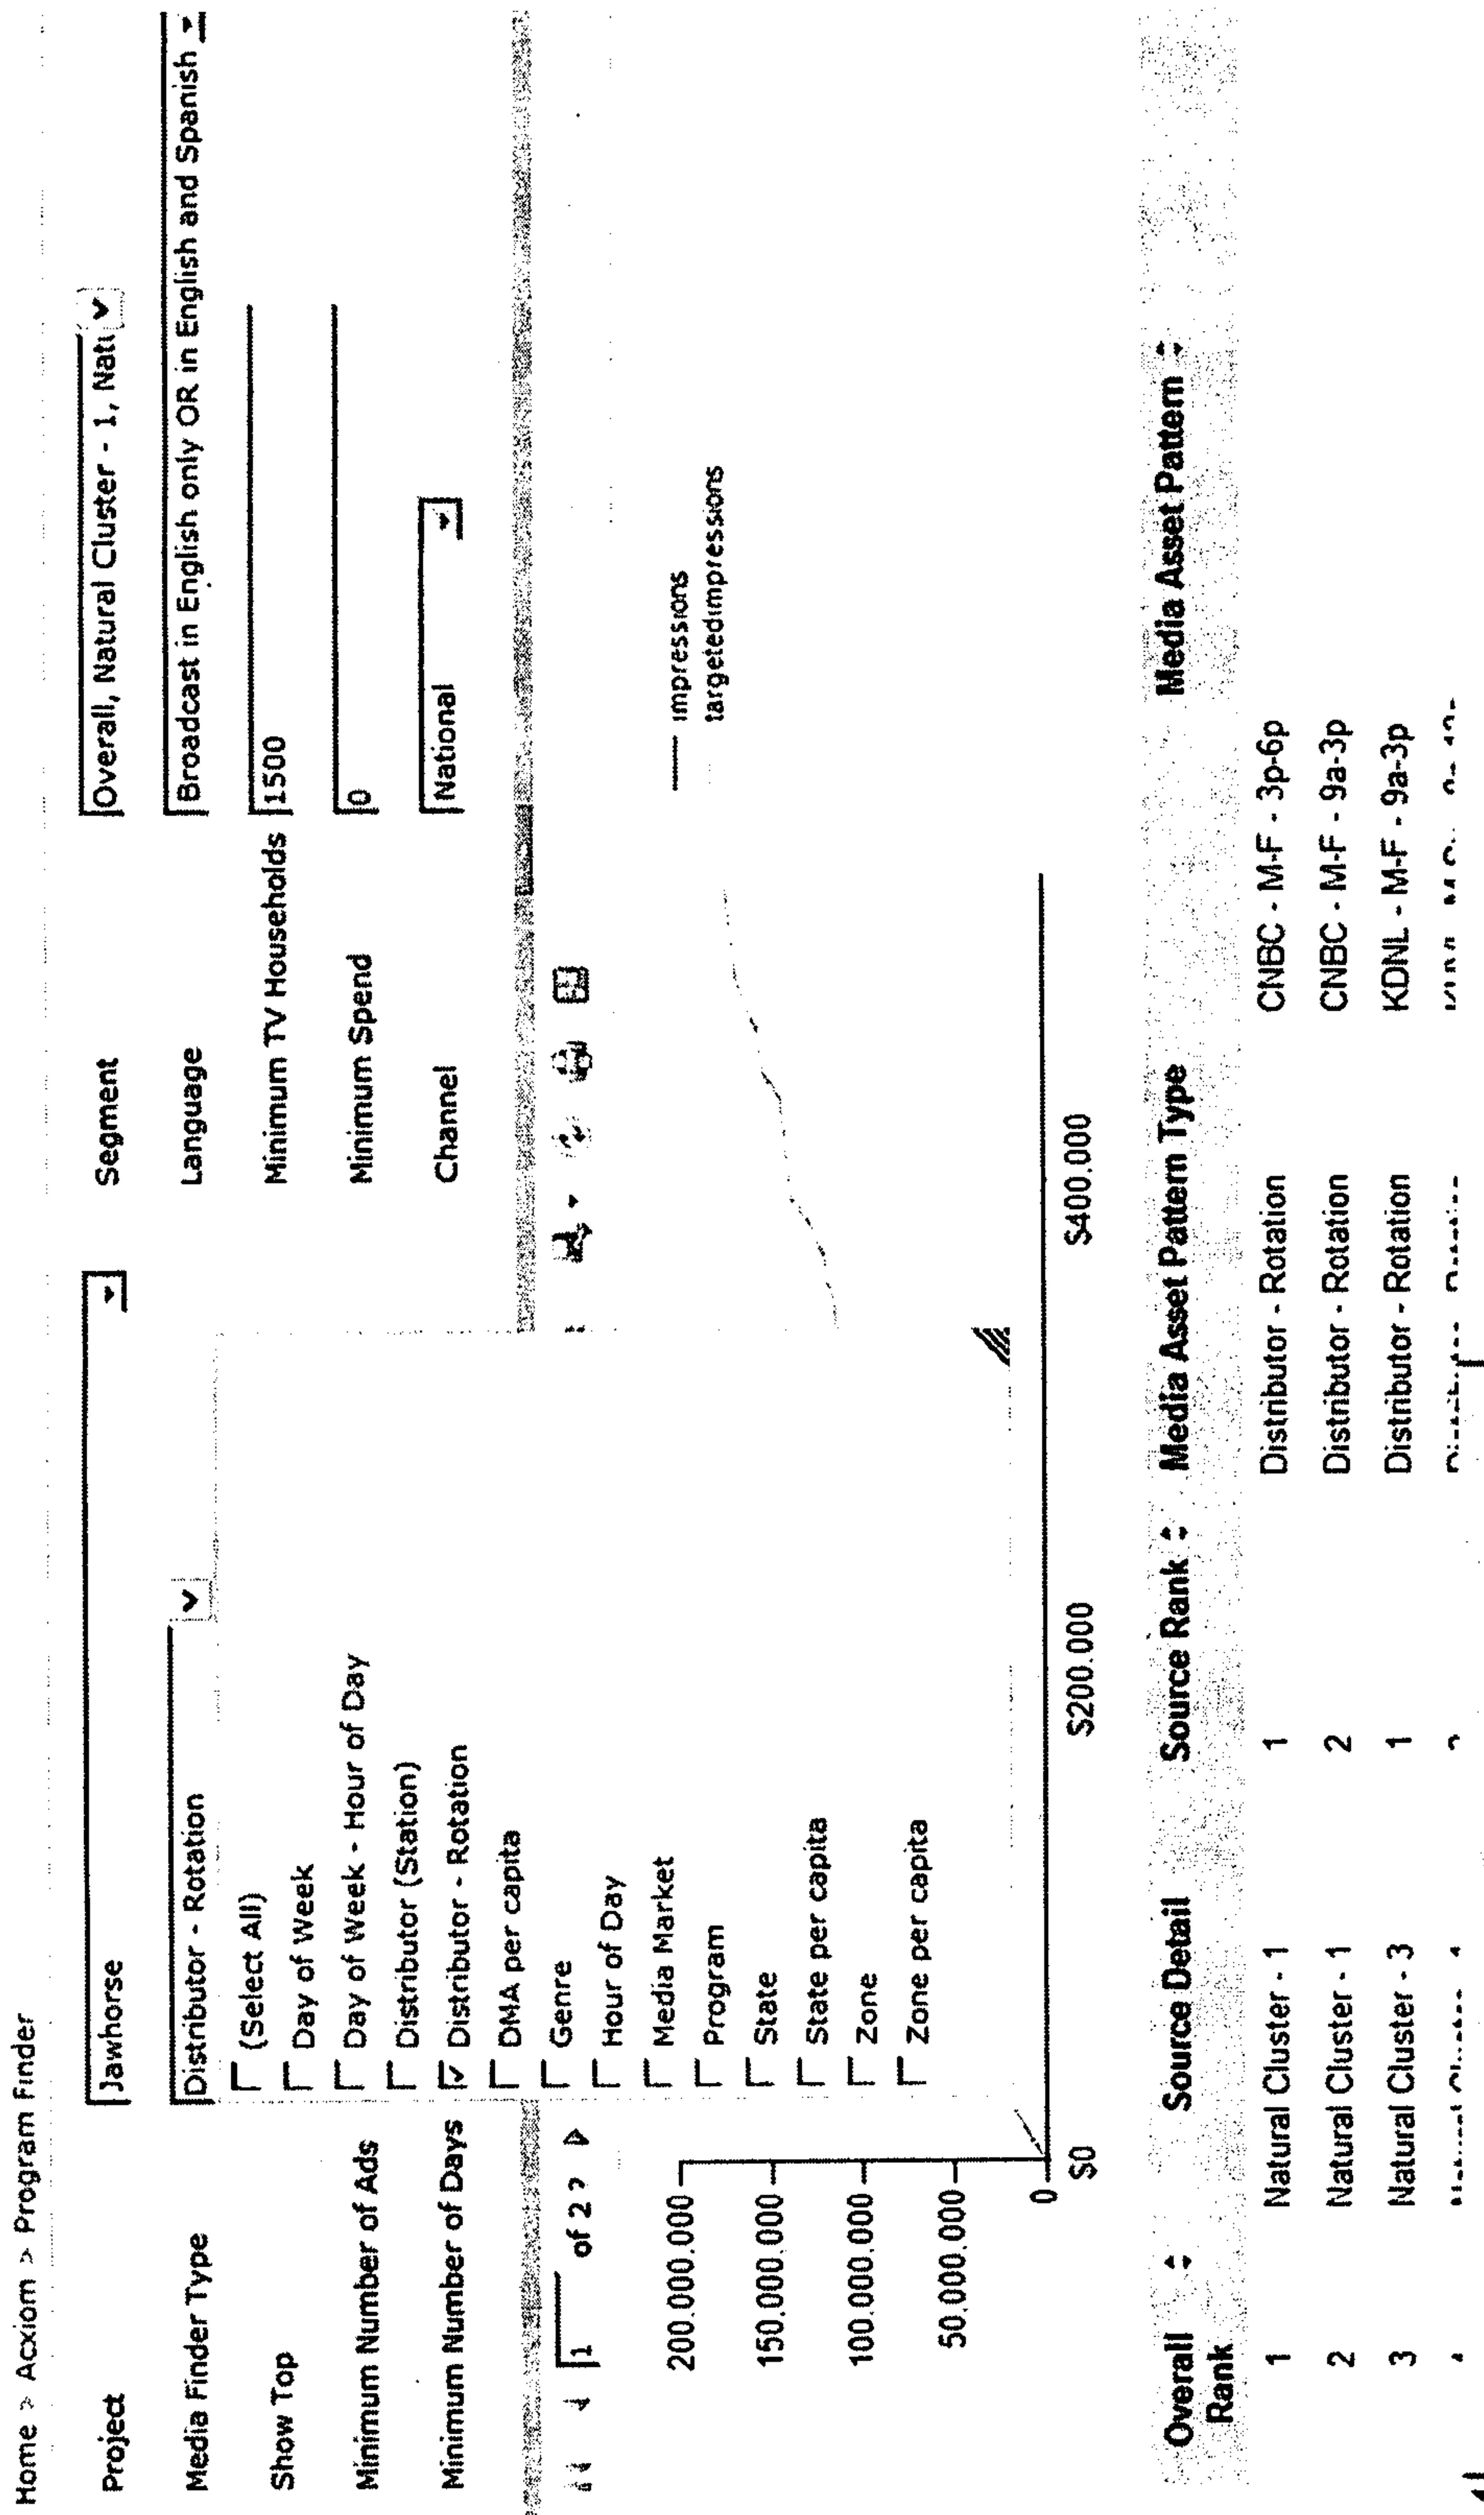 Home > Acxiom > Program Finder
Project Jawhorse Segment Overall, Natural Cluster - 1, Natu
Media Finder Type Distributor - Rotation Language Broadcast in English only OR in English and Spanish
Show Top (Select All) Minimum TV Households 1500
Day of Week
Minimum Number of Ads Day of Week - Hour of Day Minimum Spend 0
Distributor (Station)
Minimum Number of Days Distributor - Rotation Channel National
DMA per capita
Genre
1 of 2 ?
Hour of Day
Media Market
Program
State
State per capita
Zone
Zone per capita
impressions
targetedimpressions
200.000.000
150.000.000
100.000.000
50.000.000
0
$0 $200.000 $400.000
Overall Rank Source Detail Source Rank Media Asset Pattern Type Media Asset Pattern
1 Natural Cluster - 1 1 Distributor - Rotation CNBC - M-F - 3p-6p
2 Natural Cluster - 1 2 Distributor - Rotation CNBC - M-F - 9a-3p
3 Natural Cluster - 3 1 Distributor - Rotation KDNL - M-F - 9a-3p